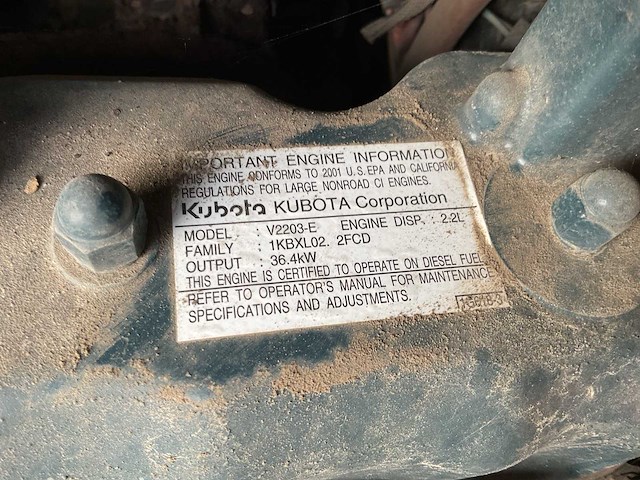 IMPORTANT ENGINE INFORMATION
THIS ENGINE CONFORMS TO 2001 U.S. EPA AND CALIFORNIA
REGULATIONS FOR LARGE NONROAD CI ENGINES.
Kubota KUBOTA Corporation
MODEL : V2203-E ENGINE DISP. : 2.2L
FAMILY : 1KBXL02. 2FCD
OUTPUT : 36.4kW
THIS ENGINE IS CERTIFIED TO OPERATE ON DIESEL FUEL
REFER TO OPERATOR'S MANUAL FOR MAINTENANCE
SPECIFICATIONS AND ADJUSTMENTS.